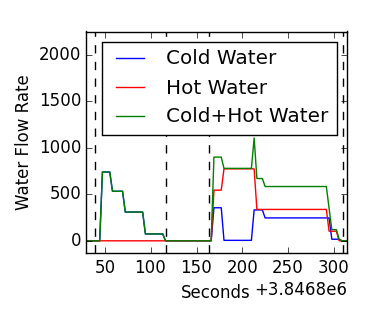 Water Flow Rate
2000
1500
1000
500
0
Cold Water
Hot Water
Cold+Hot Water
50 100 150 200 250 300
Seconds +3.8468e6